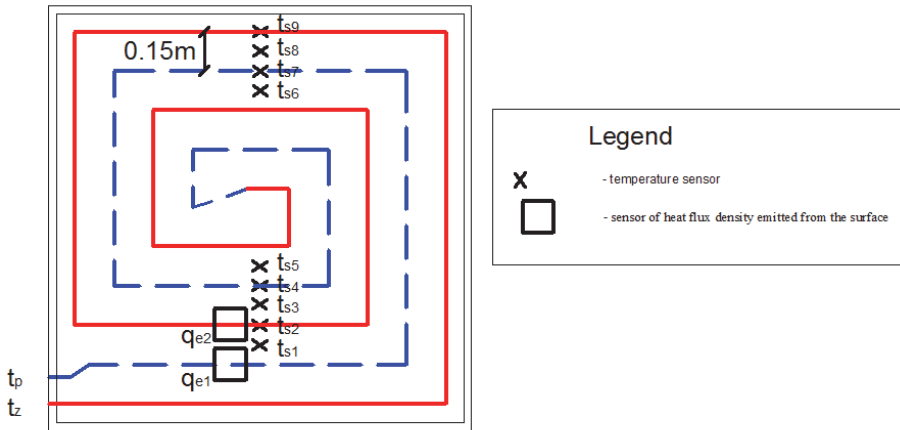 ts9
0.15m
ts8
ts7
ts6
ts5
ts4
ts3
ts2
qe2
ts1
qe1
tp
tz
Legend
- temperature sensor
- sensor of heat flux density emitted from the surface